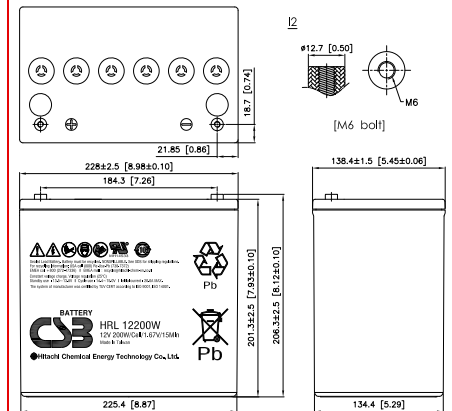 I2
ø12.7 [0.50]
M6
[M6 bolt]
18.7 [0.74]
21.85 [0.86]
228±2.5 [8.98±0.10]
184.3 [7.26]
138.4±1.5 [5.45±0.06]
Pb
BATTERY
CSB
HRL 12200W
12V 200W/Cell/1.67V/15Min
Made in Taiwan
Hitachi Chemical Energy Technology Co., Ltd.
Pb
201.3±2.5 [7.93±0.10]
206.3±2.5 [8.12±0.10]
225.4 [8.87]
134.4 [5.29]